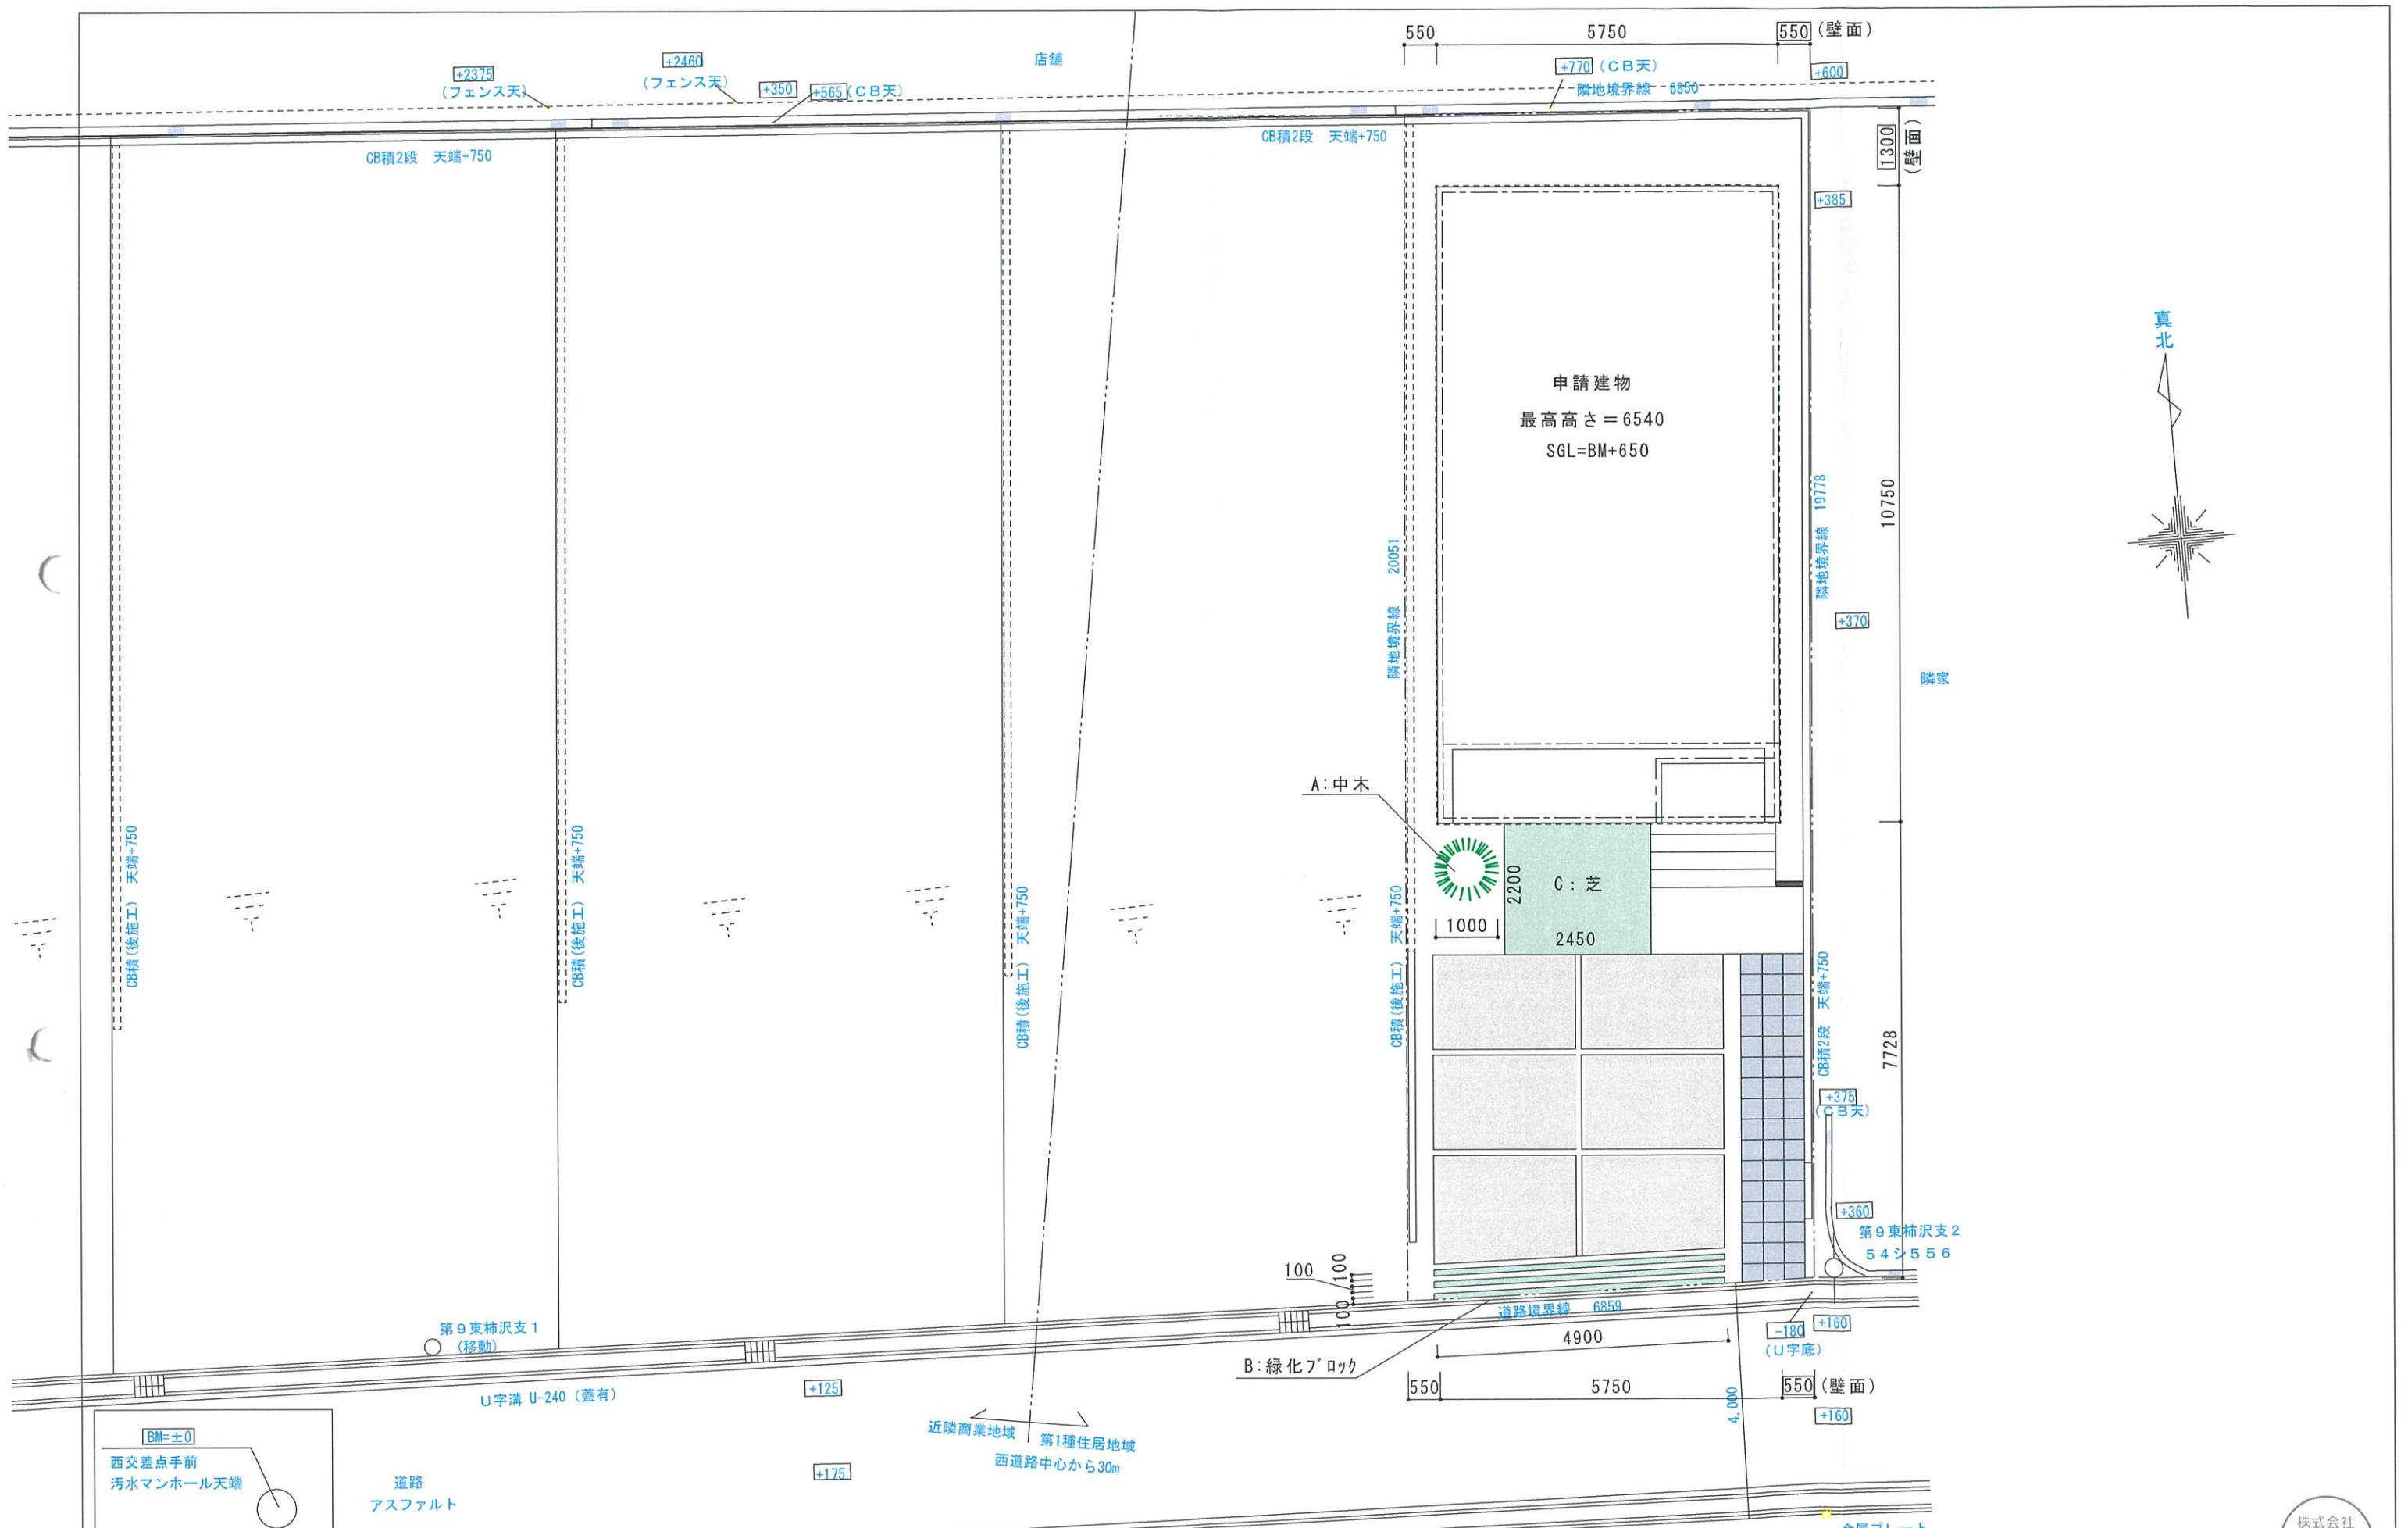 550
5750
550 (壁面)
+2375
(フェンス天)
+2460
(フェンス天)
+350
+565 (CB天)
店舗
+770 (CB天)
隣地境界線 6850
+600
CB積2段 天端+750
CB積2段 天端+750
1300
(壁面)
+385
真北
申請建物
最高高さ=6540
SGL=BM+650
10750
隣地境界線 19778
隣地境界線 20051
+370
隣家
A:中木
CB積(後施工) 天端+750
CB積(後施工) 天端+750
CB積(後施工) 天端+750
CB積(後施工) 天端+750
2200
C:芝
1000
2450
CB積2段 天端+750
7728
+375
(CB天)
+360
第9東柿沢支2
54シ556
100
100
100
道路境界線 6859
第9東柿沢支1
(移動)
4900
-180
(U字底)
+160
B:緑化ブロック
550
5750
550 (壁面)
U字溝 U-240 (蓋有)
+125
4,000
+160
近隣商業地域
第1種住居地域
西道路中心から30m
BM=±0
西交差点手前
汚水マンホール天端
道路
アスファルト
+175
株式会社
金属プレート